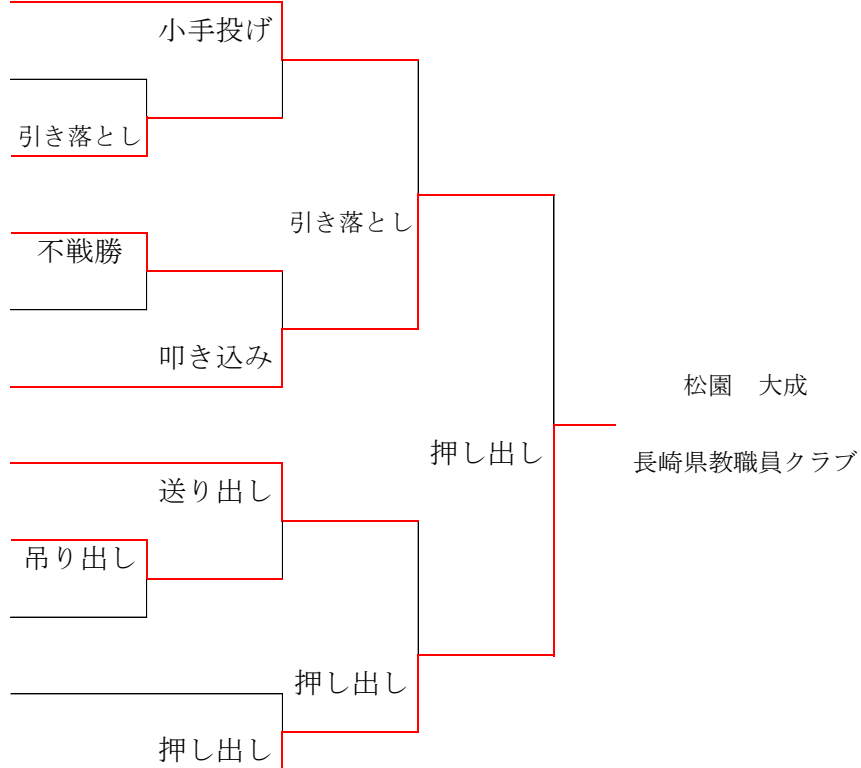 小手投げ
引き落とし
引き落とし
不戦勝
叩き込み
松園　大成
押し出し
長崎県教職員クラブ
送り出し
吊り出し
押し出し
押し出し